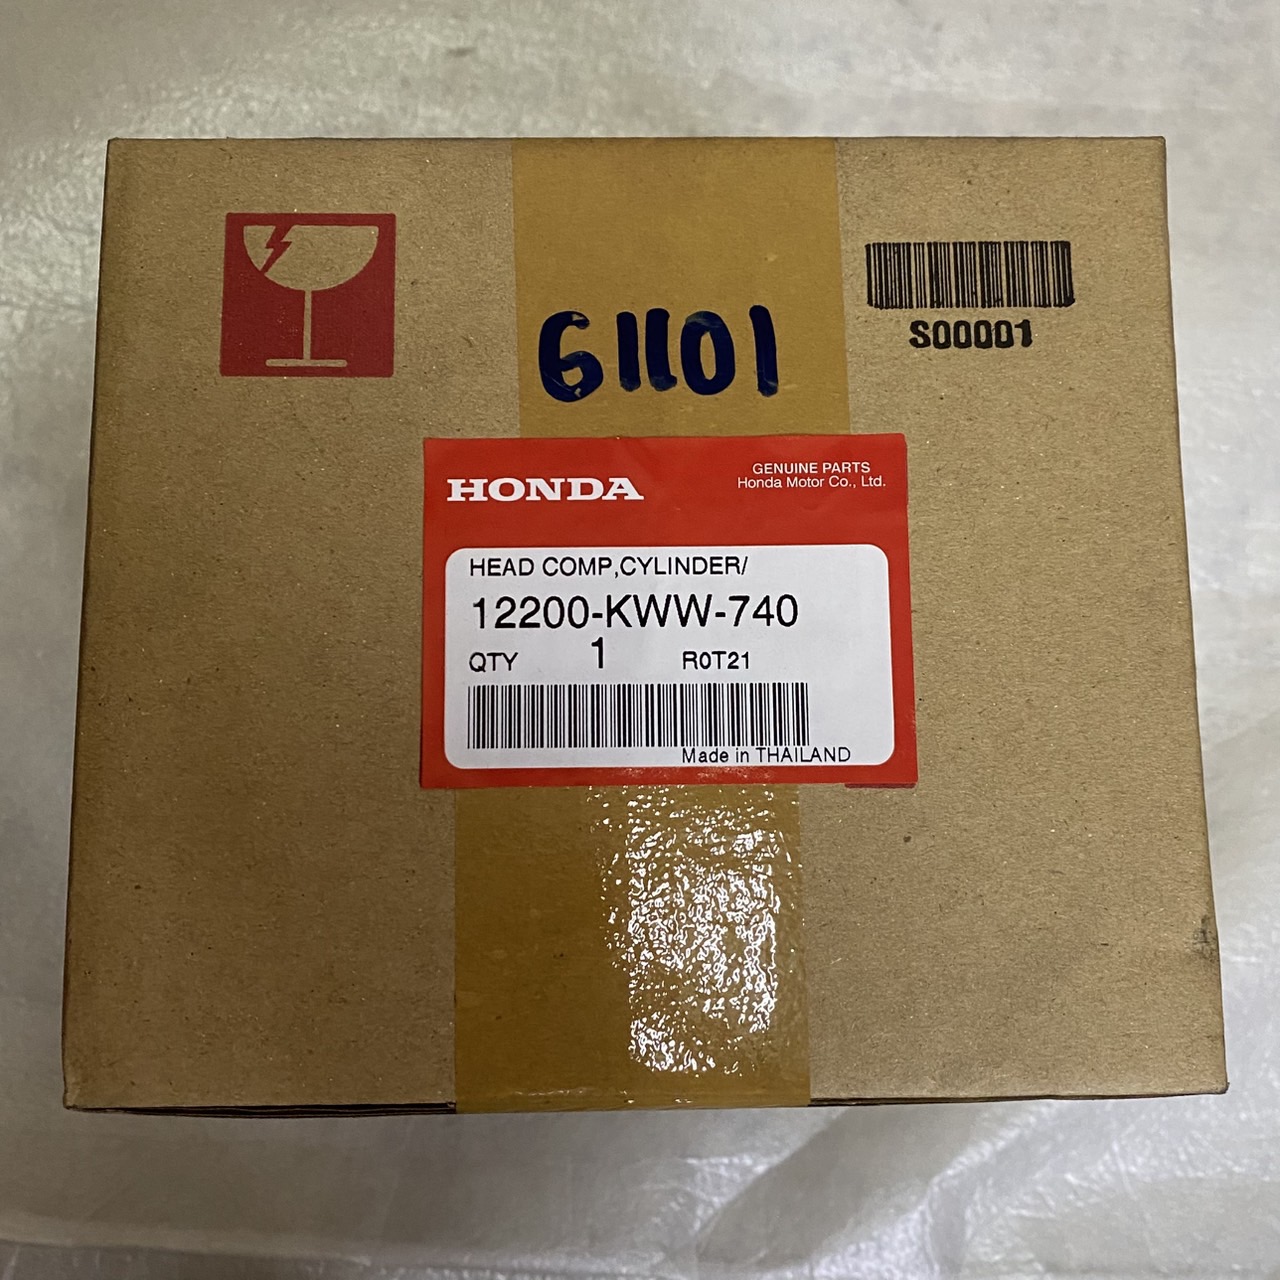 61101
S00001
HONDA
GENUINE PARTS
Honda Motor Co., Ltd.
HEAD COMP,CYLINDER/
12200-KWW-740
QTY 1 R0T21
Made in THAILAND